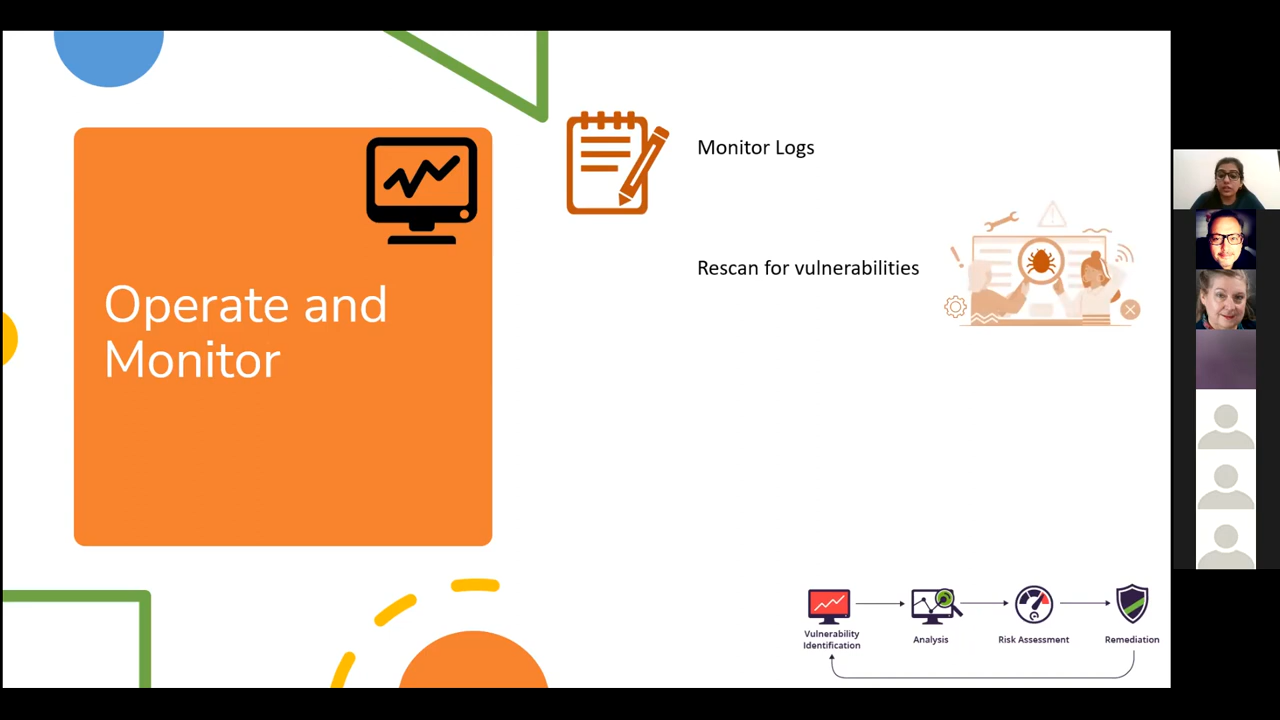 Operate and
Monitor
Monitor Logs
Rescan for vulnerabilities
Vulnerability
Identification
Analysis
Risk Assessment
Remediation